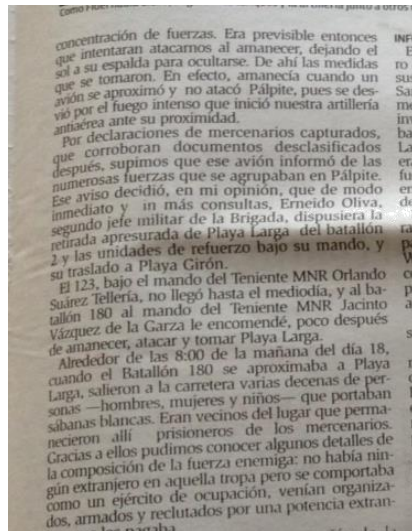 concentración de fuerzas. Era previsible entonces
que intentaran atacarnos al amanecer, dejando el
sol a su espalda para ocultarse. De ahí las medidas
que se tomaron. En efecto, amanecía cuando un
avión se aproximó y no atacó Pálpite, pues se des-
vió por el fuego intenso que inició nuestra artillería
antiaérea ante su proximidad.
Por declaraciones de mercenarios capturados,
que corroboran documentos desclasificados
después, supimos que ese avión informó de las
numerosas fuerzas que se agrupaban en Pálpite.
Ese aviso decidió, en mi opinión, que de modo
inmediato y in más consultas, Erneido Oliva,
segundo jefe militar de la Brigada, dispusiera la
retirada apresurada de Playa Larga del batallón
2 y las unidades de refuerzo bajo su mando, y
su traslado a Playa Girón.
El 123, bajo el mando del Teniente MNR Orlando
Suárez Tellería, no llegó hasta el mediodía, y al ba-
tallón 180 al mando del Teniente MNR Jacinto
Vázquez de la Garza le encomendé, poco después
de amanecer, atacar y tomar Playa Larga.
Alrededor de las 8:00 de la mañana del día 18,
cuando el Batallón 180 se aproximaba a Playa
Larga, salieron a la carretera varias decenas de per-
sonas —hombres, mujeres y niños— que portaban
sábanas blancas. Eran vecinos del lugar que perma-
necieron allí prisioneros de los mercenarios.
Gracias a ellos pudimos conocer algunos detalles de
la composición de la fuerza enemiga: no había nin-
gún extranjero en aquella tropa pero se comportaba
como un ejército de ocupación, venían organiza-
dos, armados y reclutados por una potencia extran-